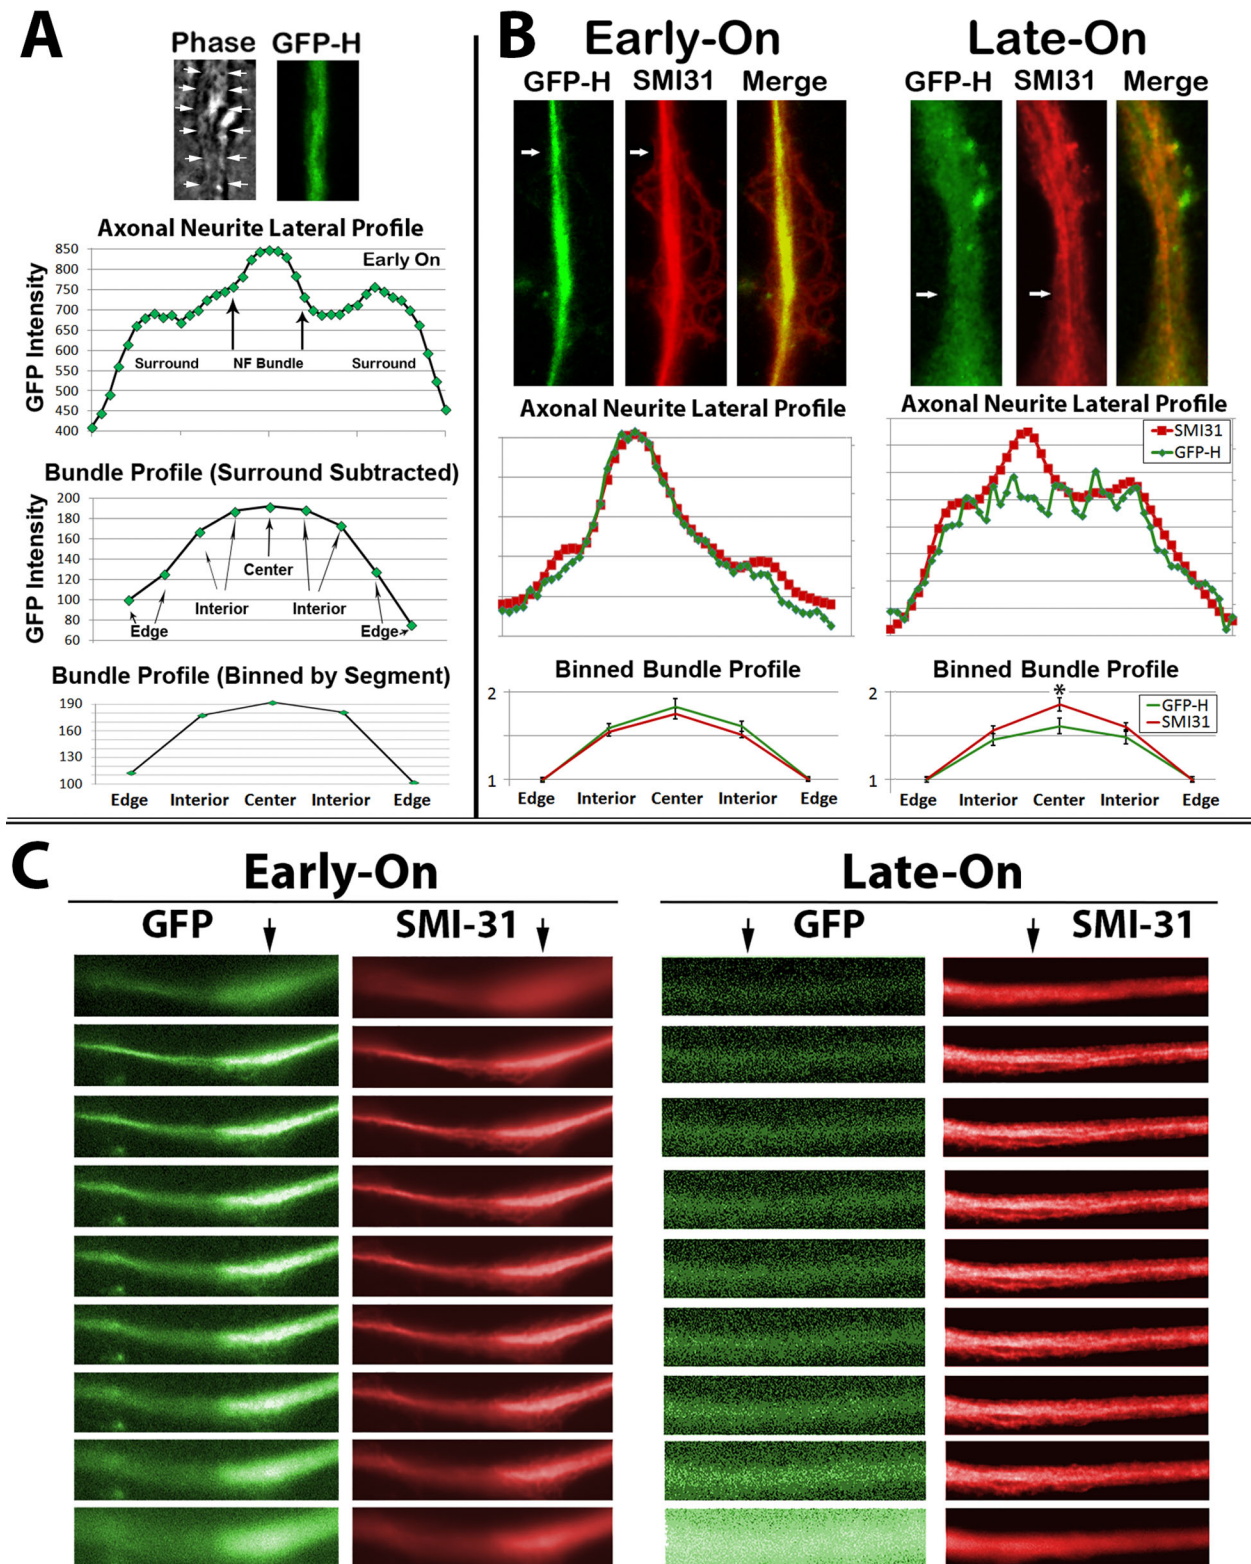 A
Phase GFP-H
Axonal Neurite Lateral Profile
Early On
GFP Intensity
850
800
750
700
650
600
550
500
450
400
Surround NF Bundle Surround
Bundle Profile (Surround Subtracted)
GFP Intensity
200
180
160
140
120
100
80
60
Center
Interior Interior
Edge Edge
Bundle Profile (Binned by Segment)
190
160
130
100
Edge Interior Center Interior Edge
B
Early-On Late-On
GFP-H SMI31 Merge GFP-H SMI31 Merge
Axonal Neurite Lateral Profile Axonal Neurite Lateral Profile
SMI31
GFP-H
Binned Bundle Profile Binned Bundle Profile
2
1
2
1
*
GFP-H
SMI31
Edge Interior Center Interior Edge Edge Interior Center Interior Edge
C
Early-On Late-On
GFP SMI-31 GFP SMI-31